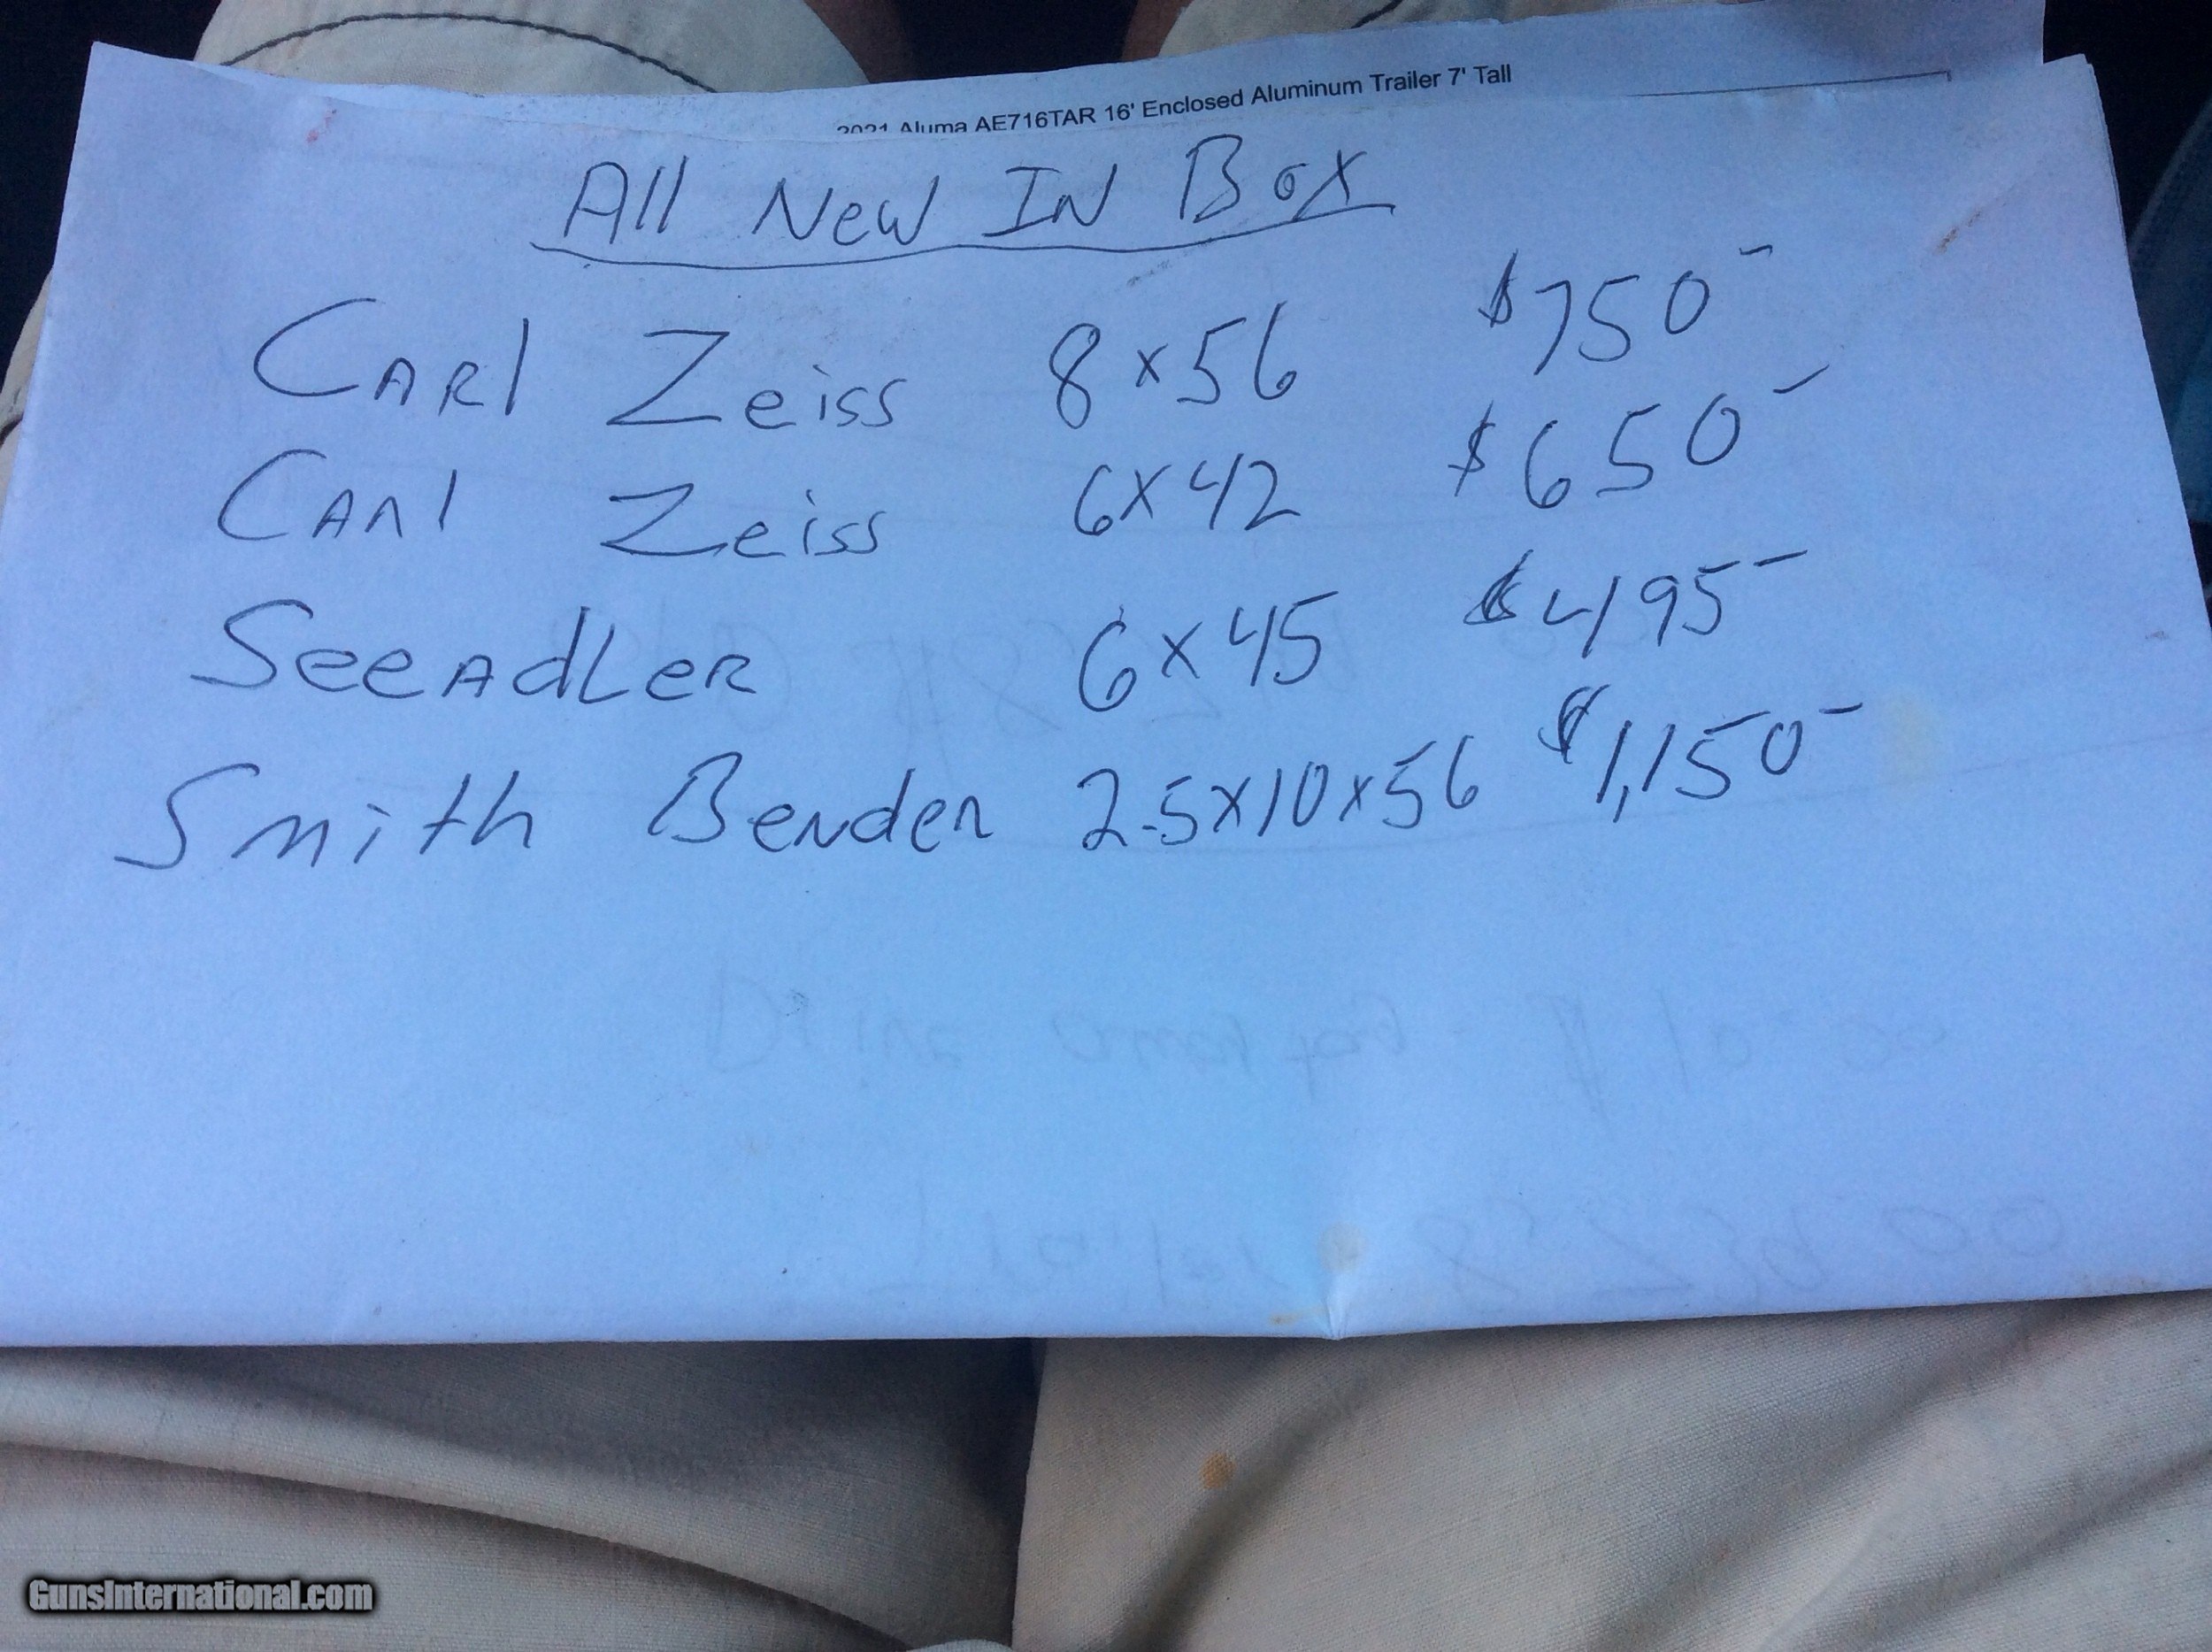 2021 Aluma AE716TAR 16' Enclosed Aluminum Trailer 7' Tall
All New In Box
Carl Zeiss 8x56 $750-
Carl Zeiss 6x42 $650-
SeeAdLer 6x45 $495-
Smith Bender 2.5x10x56 $1,150-
GunsInternational.com